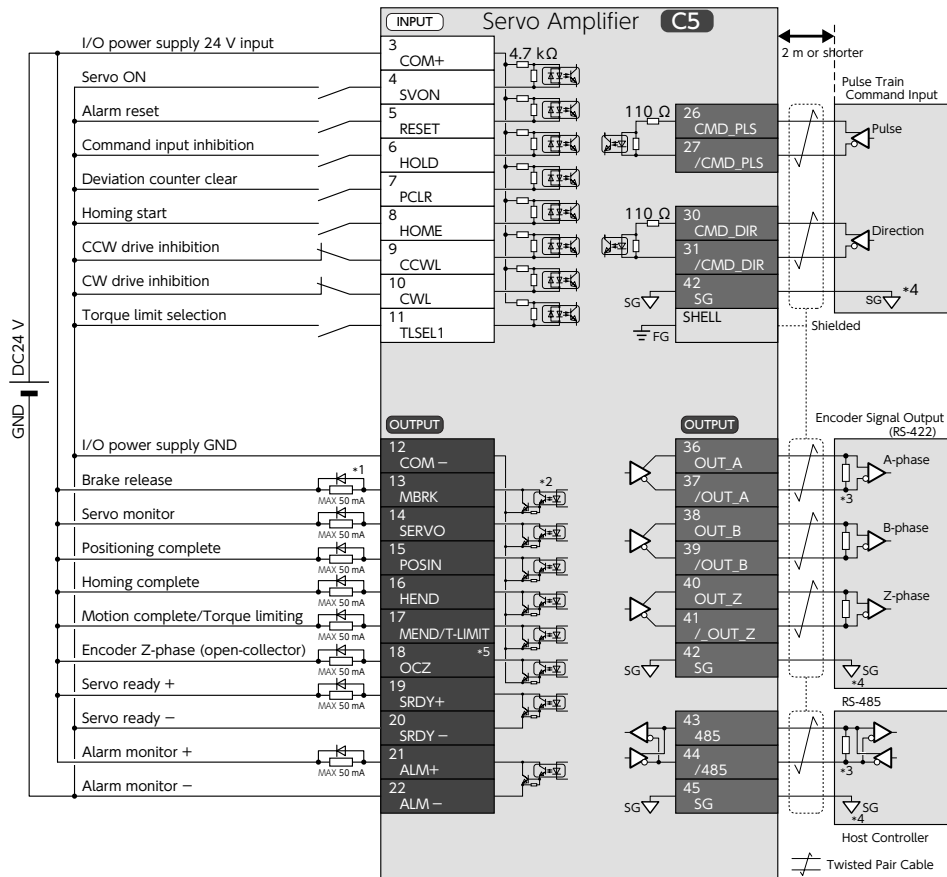 INPUT
Servo Amplifier C5
I/O power supply 24 V input
3
COM+
4.7 kΩ
Servo ON
4
SVON
Alarm reset
5
RESET
Command input inhibition
6
HOLD
Deviation counter clear
7
PCLR
Homing start
8
HOME
CCW drive inhibition
9
CCWL
CW drive inhibition
10
CWL
Torque limit selection
11
TLSEL1
2 m or shorter
Pulse Train
Command Input
110 Ω
26
CMD_PLS
27
/CMD_PLS
Pulse
110 Ω
30
CMD_DIR
31
/CMD_DIR
Direction
SG
42
SG
SG
*4
FG
SHELL
Shielded
DC24 V
GND
OUTPUT
I/O power supply GND
12
COM −
Brake release
*1
MAX 50 mA
13
MBRK
*2
Servo monitor
MAX 50 mA
14
SERVO
Positioning complete
MAX 50 mA
15
POSIN
Homing complete
MAX 50 mA
16
HEND
Motion complete/Torque limiting
MAX 50 mA
17
MEND/T-LIMIT
Encoder Z-phase (open-collector)
MAX 50 mA
18
*5
OCZ
Servo ready +
MAX 50 mA
19
SRDY+
Servo ready −
20
SRDY −
Alarm monitor +
MAX 50 mA
21
ALM+
Alarm monitor −
22
ALM −
OUTPUT
Encoder Signal Output
(RS-422)
36
OUT_A
37
/OUT_A
A-phase
*3
38
OUT_B
39
/OUT_B
B-phase
40
OUT_Z
41
/_OUT_Z
Z-phase
SG
42
SG
SG
*4
RS-485
43
485
44
/485
*3
SG
45
SG
SG
*4
Host Controller
Twisted Pair Cable